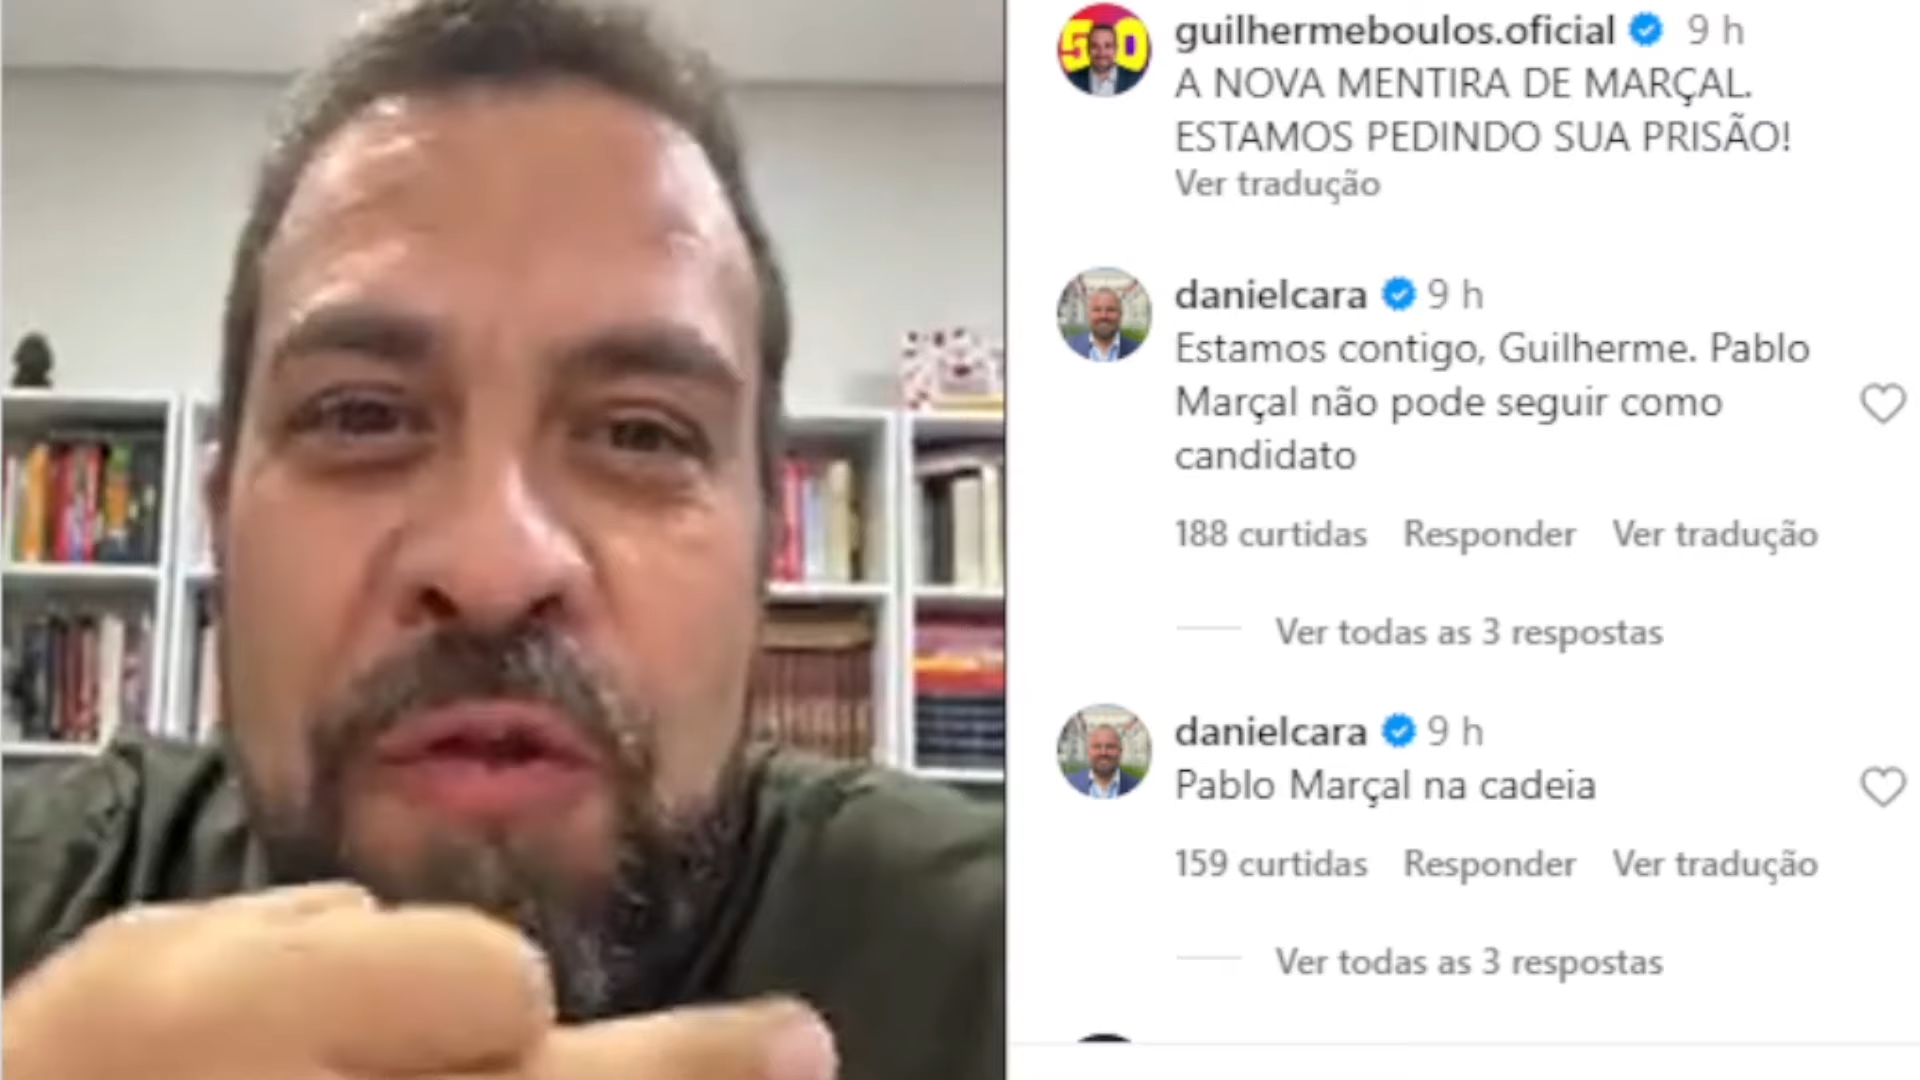 guilhermeboulos.oficial 9 h
A NOVA MENTIRA DE MARÇAL.
ESTAMOS PEDINDO SUA PRISÃO!
Ver tradução
danielcara 9 h
Estamos contigo, Guilherme. Pablo
Marçal não pode seguir como
candidato
188 curtidas Responder Ver tradução
Ver todas as 3 respostas
danielcara 9 h
Pablo Marçal na cadeia
159 curtidas Responder Ver tradução
Ver todas as 3 respostas